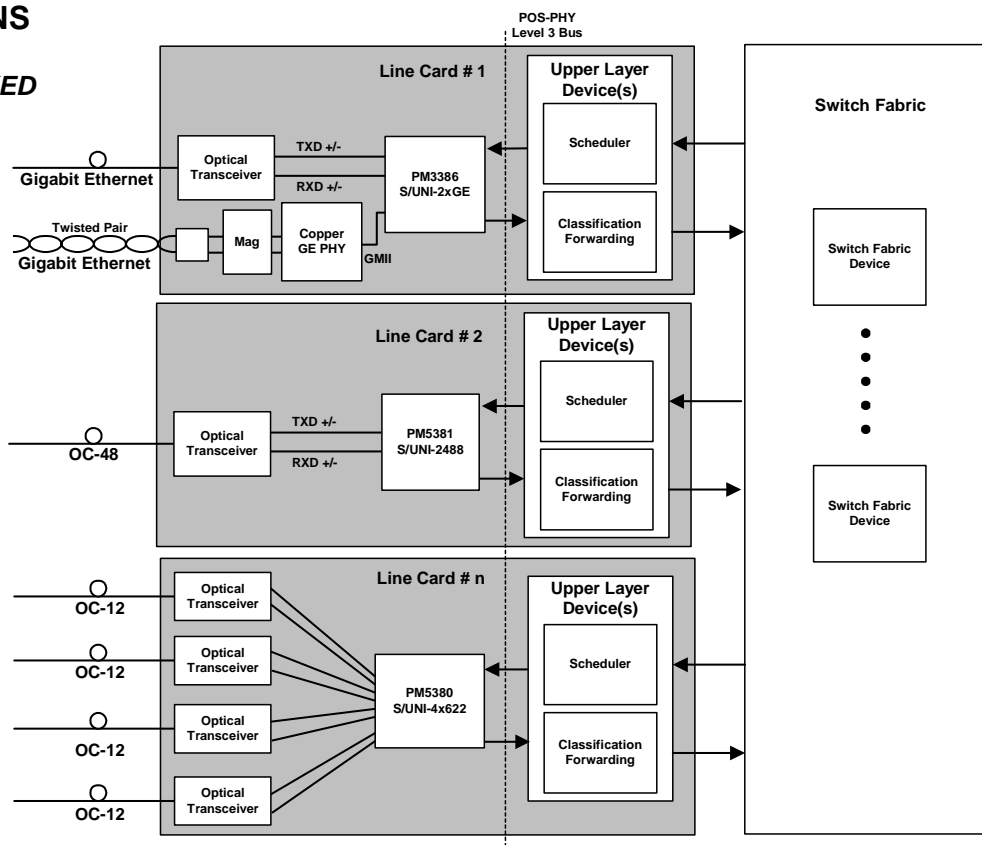 NS
ED
POS-PHY
Level 3 Bus
Line Card # 1
Upper Layer
Device(s)
Scheduler
Classification
Forwarding
Optical
Transceiver
TXD +/-
RXD +/-
PM3386
S/UNI-2xGE
Gigabit Ethernet
Twisted Pair
Gigabit Ethernet
Mag
Copper
GE PHY
GMII
Switch Fabric
Switch Fabric
Device
Switch Fabric
Device
Line Card # 2
Upper Layer
Device(s)
Scheduler
Classification
Forwarding
OC-48
Optical
Transceiver
TXD +/-
RXD +/-
PM5381
S/UNI-2488
Line Card # n
Upper Layer
Device(s)
Scheduler
Classification
Forwarding
OC-12
Optical
Transceiver
OC-12
Optical
Transceiver
OC-12
Optical
Transceiver
OC-12
Optical
Transceiver
PM5380
S/UNI-4x622